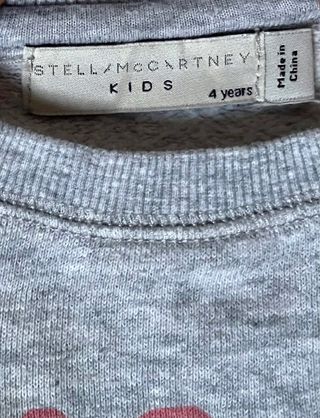 STELLA McCARTNEY
KIDS
4 years
Made in
China